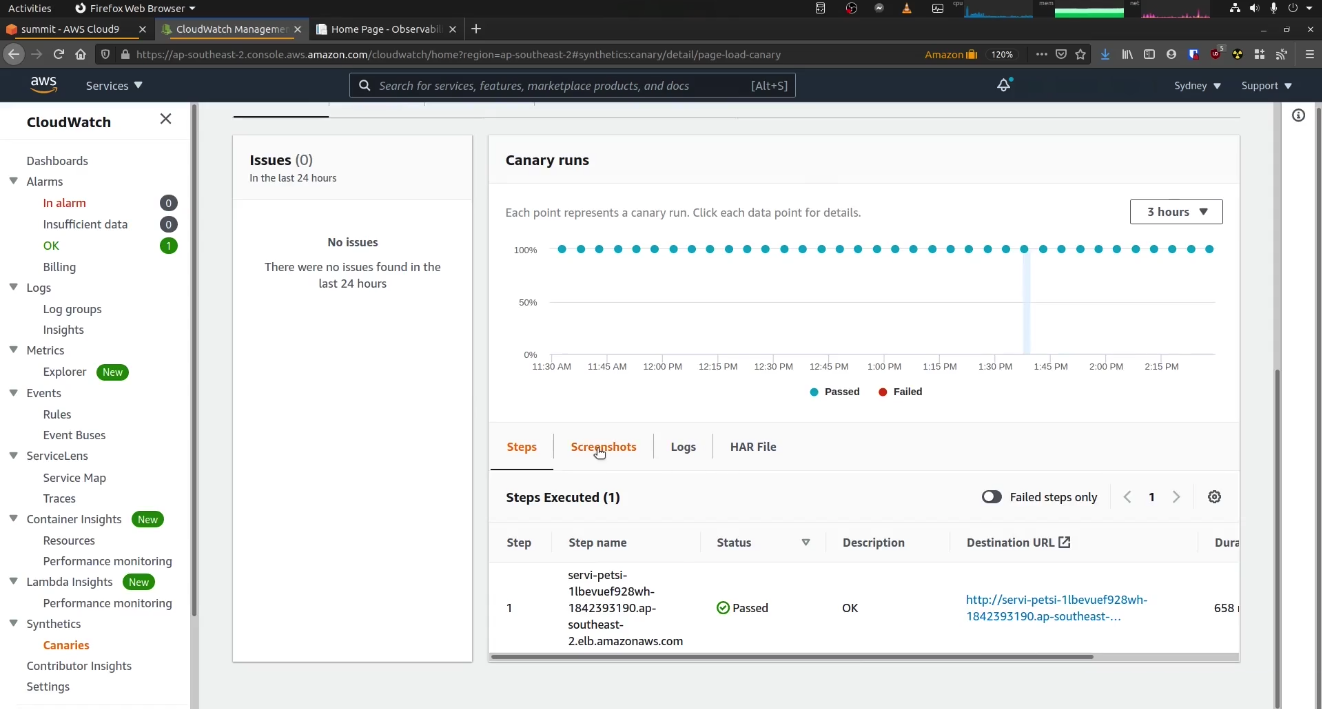 Activities
Firefox Web Browser
cpu
mem
net
summit - AWS Cloud9
CloudWatch Manageme
Home Page - Observabil
https://ap-southeast-2.console.aws.amazon.com/cloudwatch/home?region=ap-southeast-2#synthetics:canary/detail/page-load-canary
Amazon
120%
5
aws
Services
Search for services, features, marketplace products, and docs
[Alt+S]
Sydney
Support
CloudWatch
Dashboards
Alarms
In alarm
0
Insufficient data
0
OK
1
Billing
Logs
Log groups
Insights
Metrics
Explorer
New
Events
Rules
Event Buses
ServiceLens
Service Map
Traces
Container Insights
New
Resources
Performance monitoring
Lambda Insights
New
Performance monitoring
Synthetics
Canaries
Contributor Insights
Settings
Issues (0)
In the last 24 hours
No issues
There were no issues found in the
last 24 hours
Canary runs
Each point represents a canary run. Click each data point for details.
3 hours
100%
50%
0%
11:30 AM
11:45 AM
12:00 PM
12:15 PM
12:30 PM
12:45 PM
1:00 PM
1:15 PM
1:30 PM
1:45 PM
2:00 PM
2:15 PM
Passed
Failed
Steps
Screenshots
Logs
HAR File
Steps Executed (1)
Failed steps only
1
Step
Step name
Status
Description
Destination URL
Dura
1
servi-petsi-
1lbevuef928wh-
1842393190.ap-
southeast-
2.elb.amazonaws.com
Passed
OK
http://servi-petsi-1lbevuef928wh-
1842393190.ap-southeast-...
658